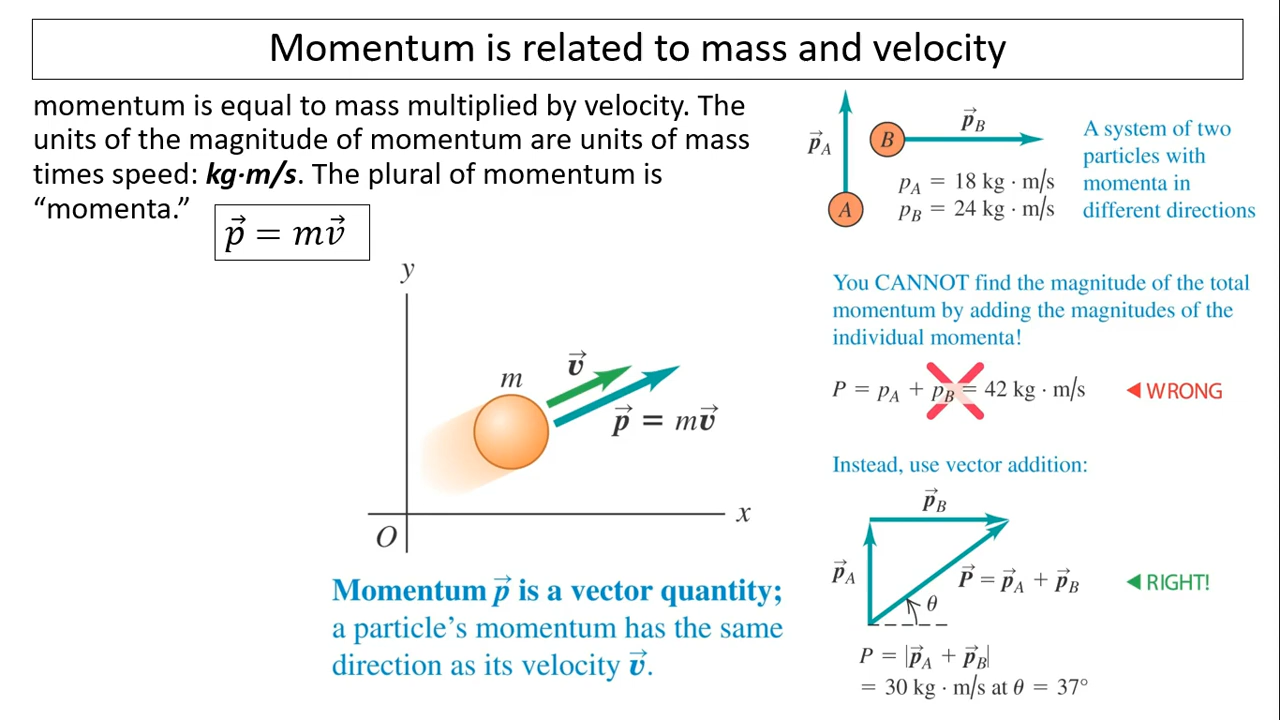 Momentum is related to mass and velocity
momentum is equal to mass multiplied by velocity. The
units of the magnitude of momentum are units of mass
times speed: kg·m/s. The plural of momentum is
“momenta.”
p⃗ = mv⃗
y
m
v⃗
p⃗ = mv⃗
x
O
Momentum p⃗ is a vector quantity;
a particle’s momentum has the same
direction as its velocity v⃗.
p⃗A
B
p⃗B
A
pA = 18 kg · m/s
pB = 24 kg · m/s
A system of two
particles with
momenta in
different directions
You CANNOT find the magnitude of the total
momentum by adding the magnitudes of the
individual momenta!
P = pA + pB = 42 kg · m/s ◀ WRONG
Instead, use vector addition:
p⃗B
p⃗A
P⃗ = p⃗A + p⃗B ◀ RIGHT!
θ
P = |p⃗A + p⃗B|
= 30 kg · m/s at θ = 37°